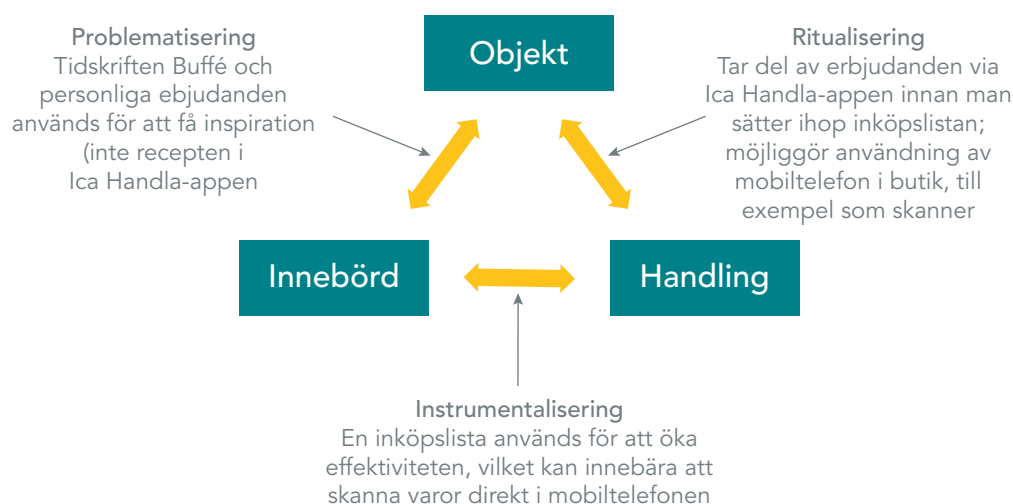 Problematisering
Tidskriften Buffé och
personliga ebjudanden
används för att få inspiration
(inte recepten i
Ica Handla-appen
Objekt
Ritualisering
Tar del av erbjudanden via
Ica Handla-appen innan man
sätter ihop inköpslistan;
möjliggör användning av
mobiltelefon i butik, till
exempel som skanner
Innebörd
Handling
Instrumentalisering
En inköpslista används för att öka
effektiviteten, vilket kan innebära att
skanna varor direkt i mobiltelefonen